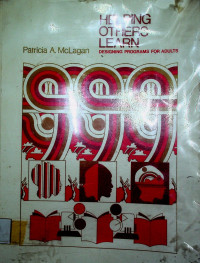 HELPING
OTHERS
LEARN
DESIGNING PROGRAMS FOR ADULTS
Patricia A. McLagan